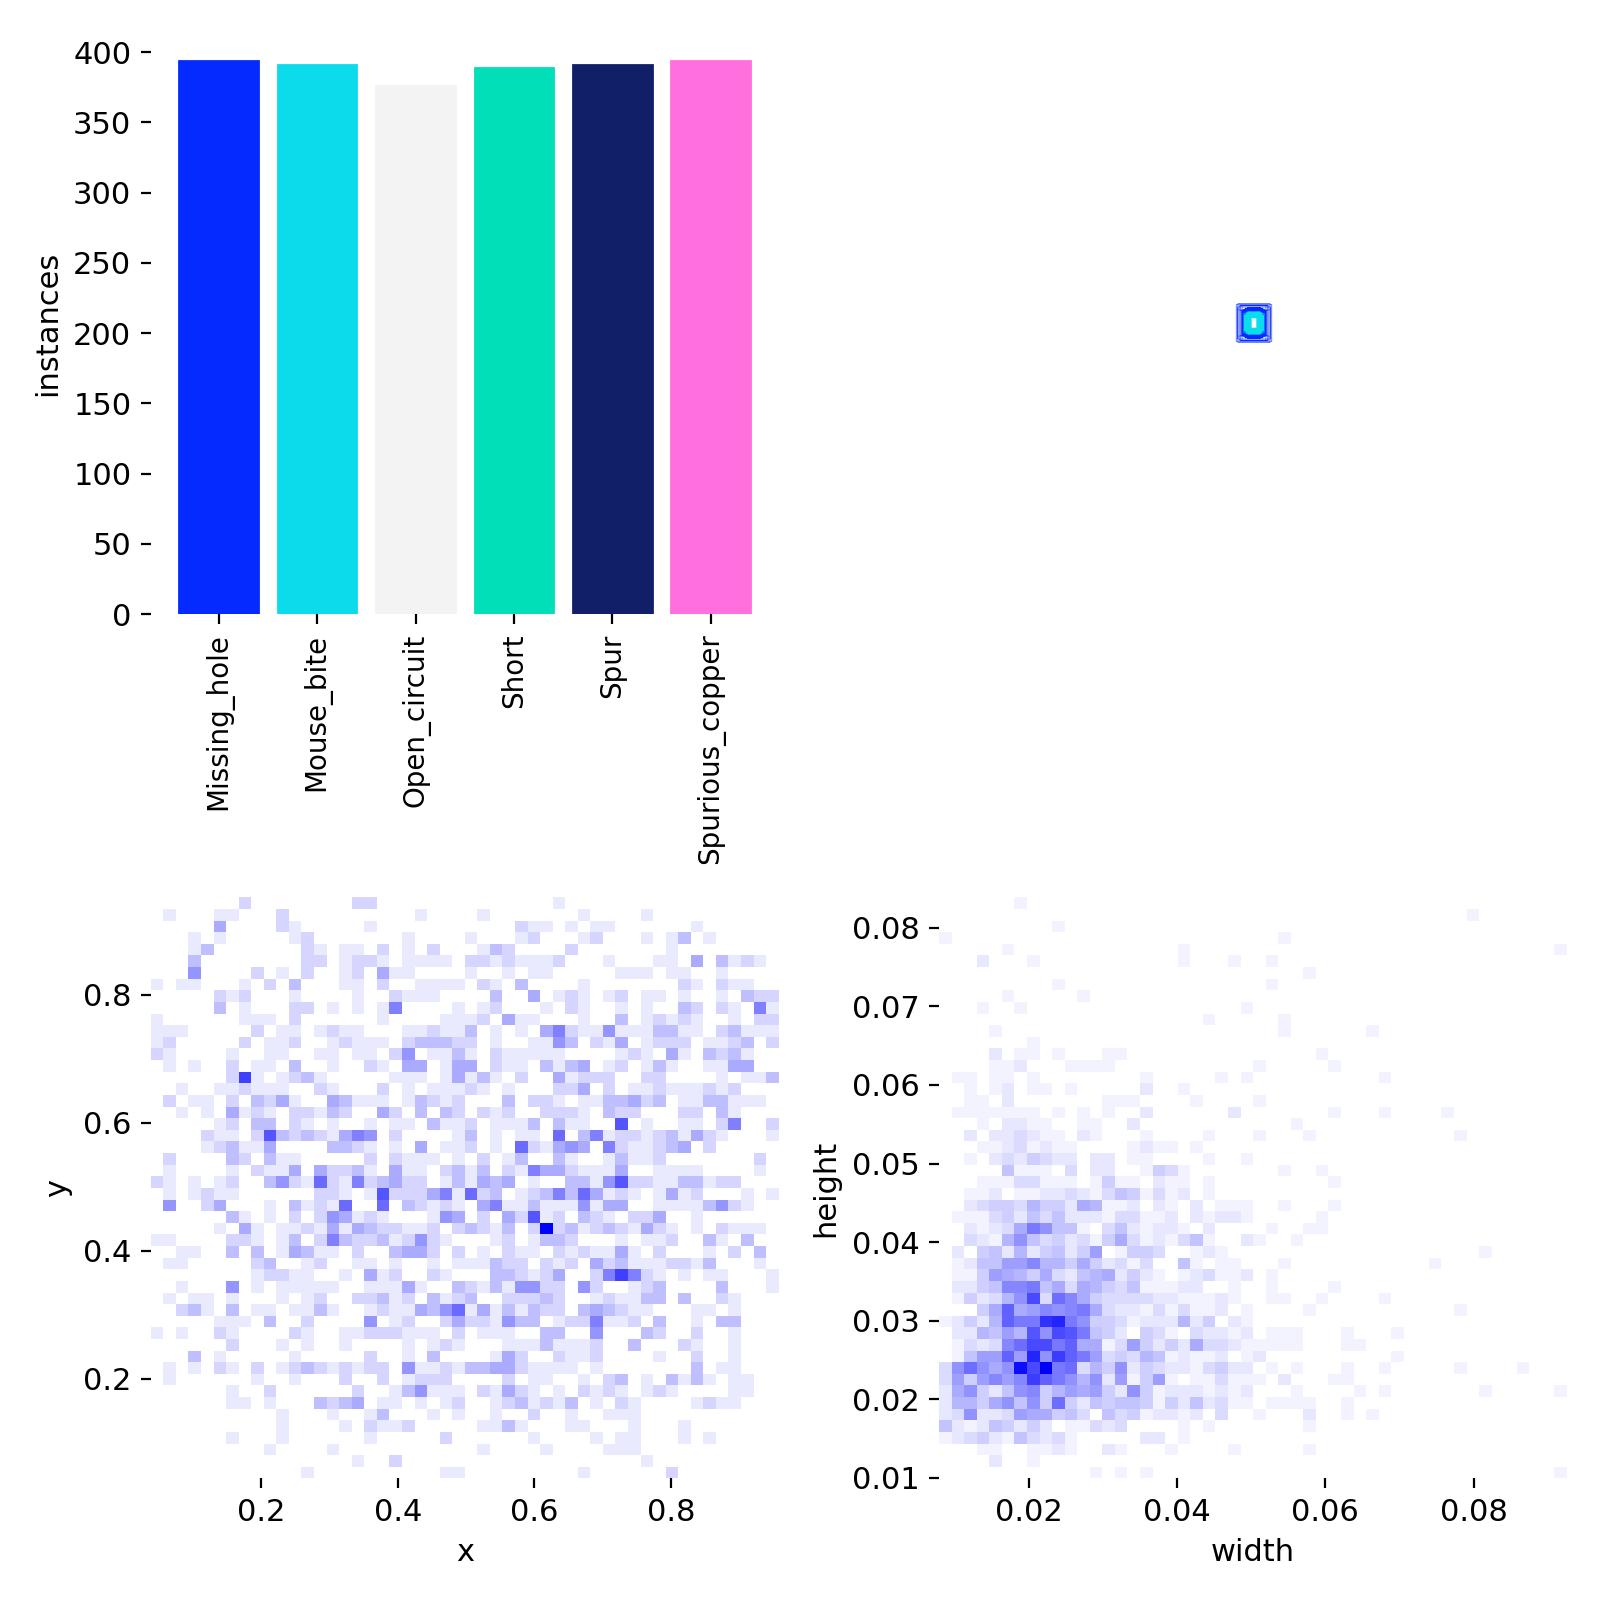 400
350
300
250
200
150
100
50
0
instances
Missing_hole
Mouse_bite
Open_circuit
Short
Spur
Spurious_copper
0.8
0.6
0.4
0.2
y
0.2 0.4 0.6 0.8
x
0.08
0.07
0.06
0.05
0.04
0.03
0.02
0.01
height
0.02 0.04 0.06 0.08
width